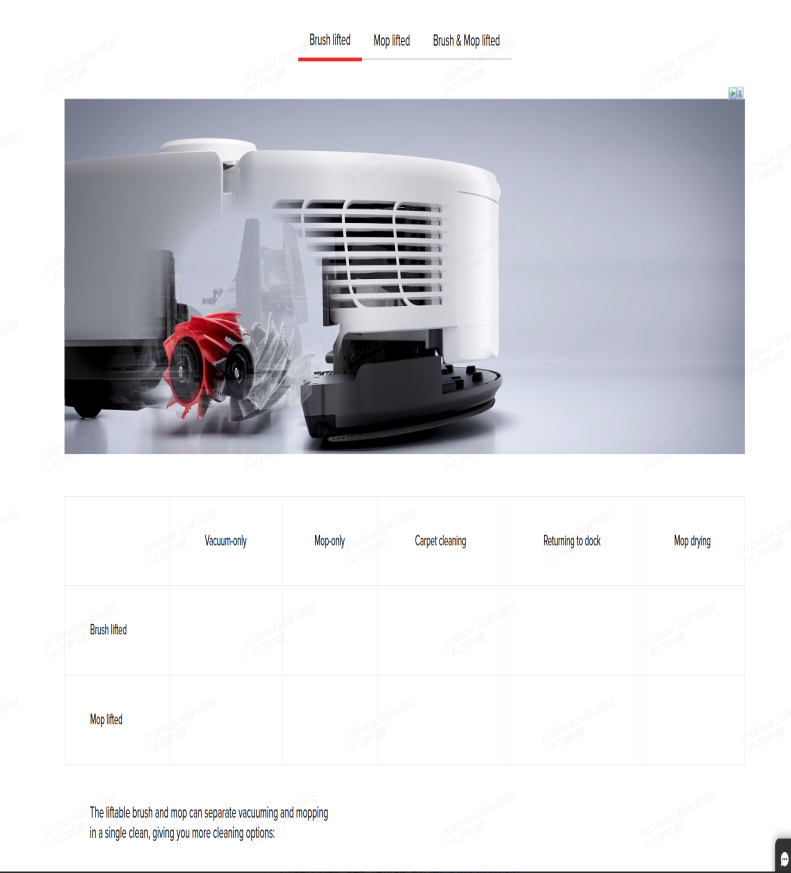 Brush lifted
Mop lifted
Brush & Mop lifted
Vacuum-only
Mop-only
Carpet cleaning
Returning to dock
Mop drying
Brush lifted
Mop lifted
The liftable brush and mop can separate vacuuming and mopping
in a single clean, giving you more cleaning options: